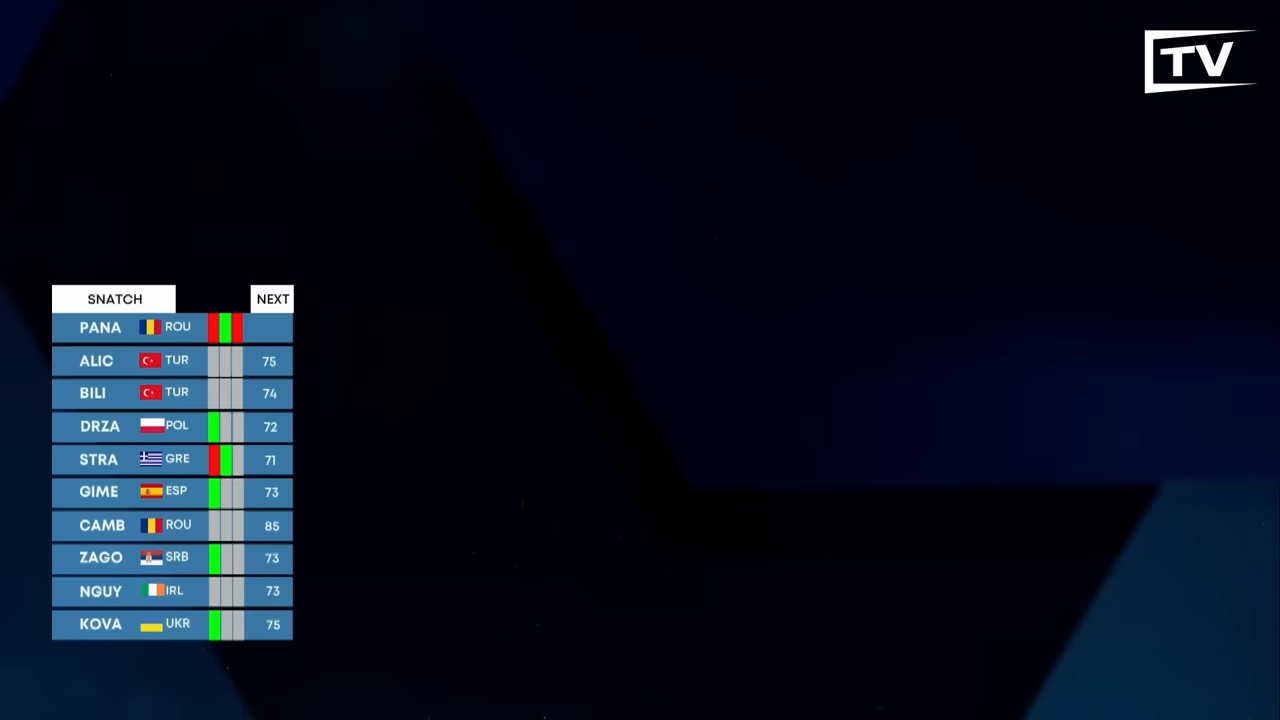 TV
SNATCH NEXT
PANA ROU
ALIC TUR 75
BILI TUR 74
DRZA POL 72
STRA GRE 71
GIME ESP 73
CAMB ROU 85
ZAGO SRB 73
NGUY IRL 73
KOVA UKR 75